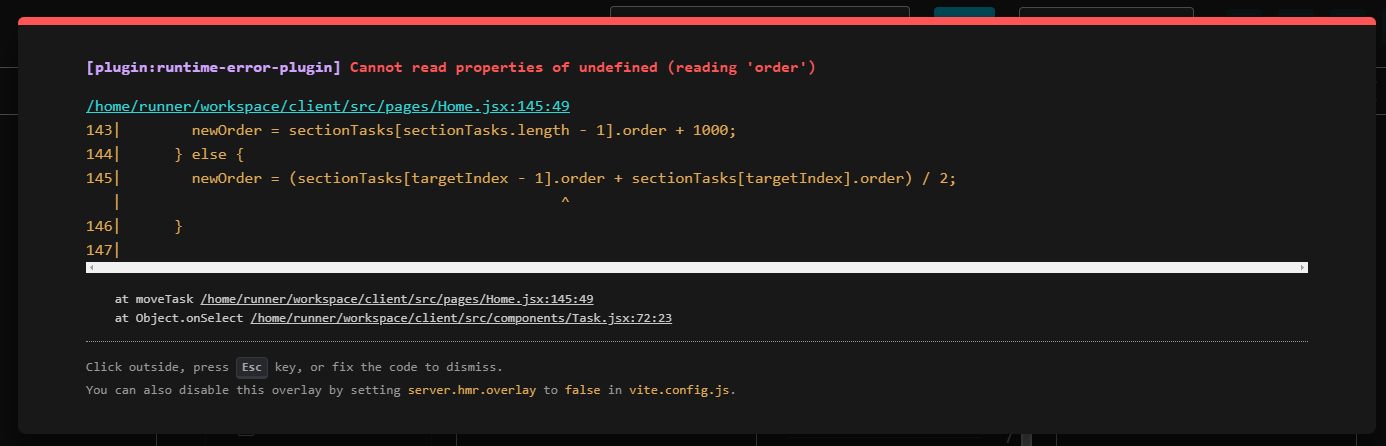 [plugin:runtime-error-plugin] Cannot read properties of undefined (reading 'order')
/home/runner/workspace/client/src/pages/Home.jsx:145:49
143|        newOrder = sectionTasks[sectionTasks.length - 1].order + 1000;
144|      } else {
145|        newOrder = (sectionTasks[targetIndex - 1].order + sectionTasks[targetIndex].order) / 2;
   |                                                 ^
146|      }
147|
at moveTask /home/runner/workspace/client/src/pages/Home.jsx:145:49
at Object.onSelect /home/runner/workspace/client/src/components/Task.jsx:72:23
Click outside, press Esc key, or fix the code to dismiss.
You can also disable this overlay by setting server.hmr.overlay to false in vite.config.js.